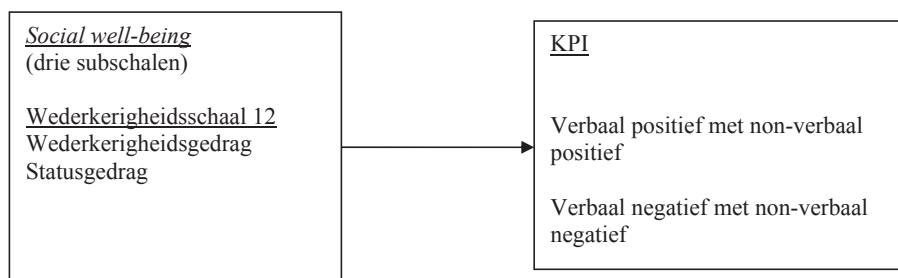 Social well-being
(drie subschalen)
Wederkerigheidsschaal 12
Wederkerigheidsgedrag
Statusgedrag
KPI
Verbaal positief met non-verbaal
positief
Verbaal negatief met non-verbaal
negatief